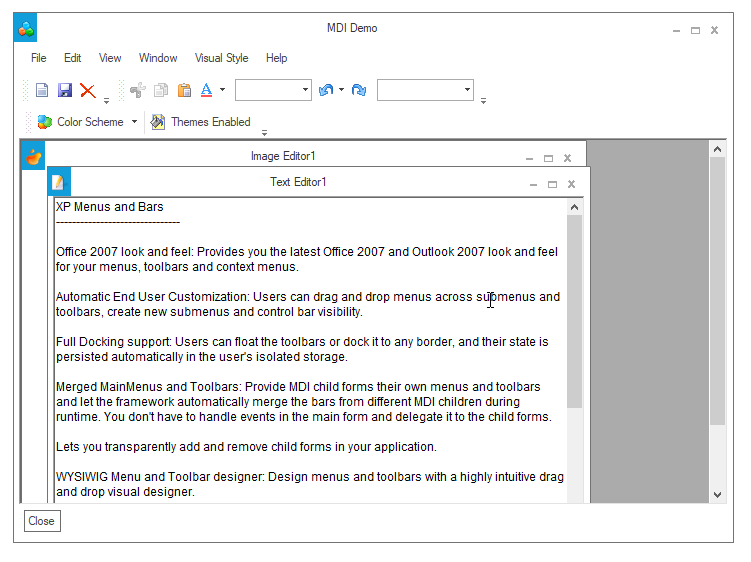 MDI Demo
File Edit View Window Visual Style Help
A
Color Scheme Themes Enabled
Image Editor1
Text Editor1
XP Menus and Bars
-------------------------------
Office 2007 look and feel: Provides you the latest Office 2007 and Outlook 2007 look and feel
for your menus, toolbars and context menus.
Automatic End User Customization: Users can drag and drop menus across submenus and
toolbars, create new submenus and control bar visibility.
Full Docking support: Users can float the toolbars or dock it to any border, and their state is
persisted automatically in the user's isolated storage.
Merged MainMenus and Toolbars: Provide MDI child forms their own menus and toolbars
and let the framework automatically merge the bars from different MDI children during
runtime. You don't have to handle events in the main form and delegate it to the child forms.
Lets you transparently add and remove child forms in your application.
WYSIWIG Menu and Toolbar designer: Design menus and toolbars with a highly intuitive drag
and drop visual designer.
Close